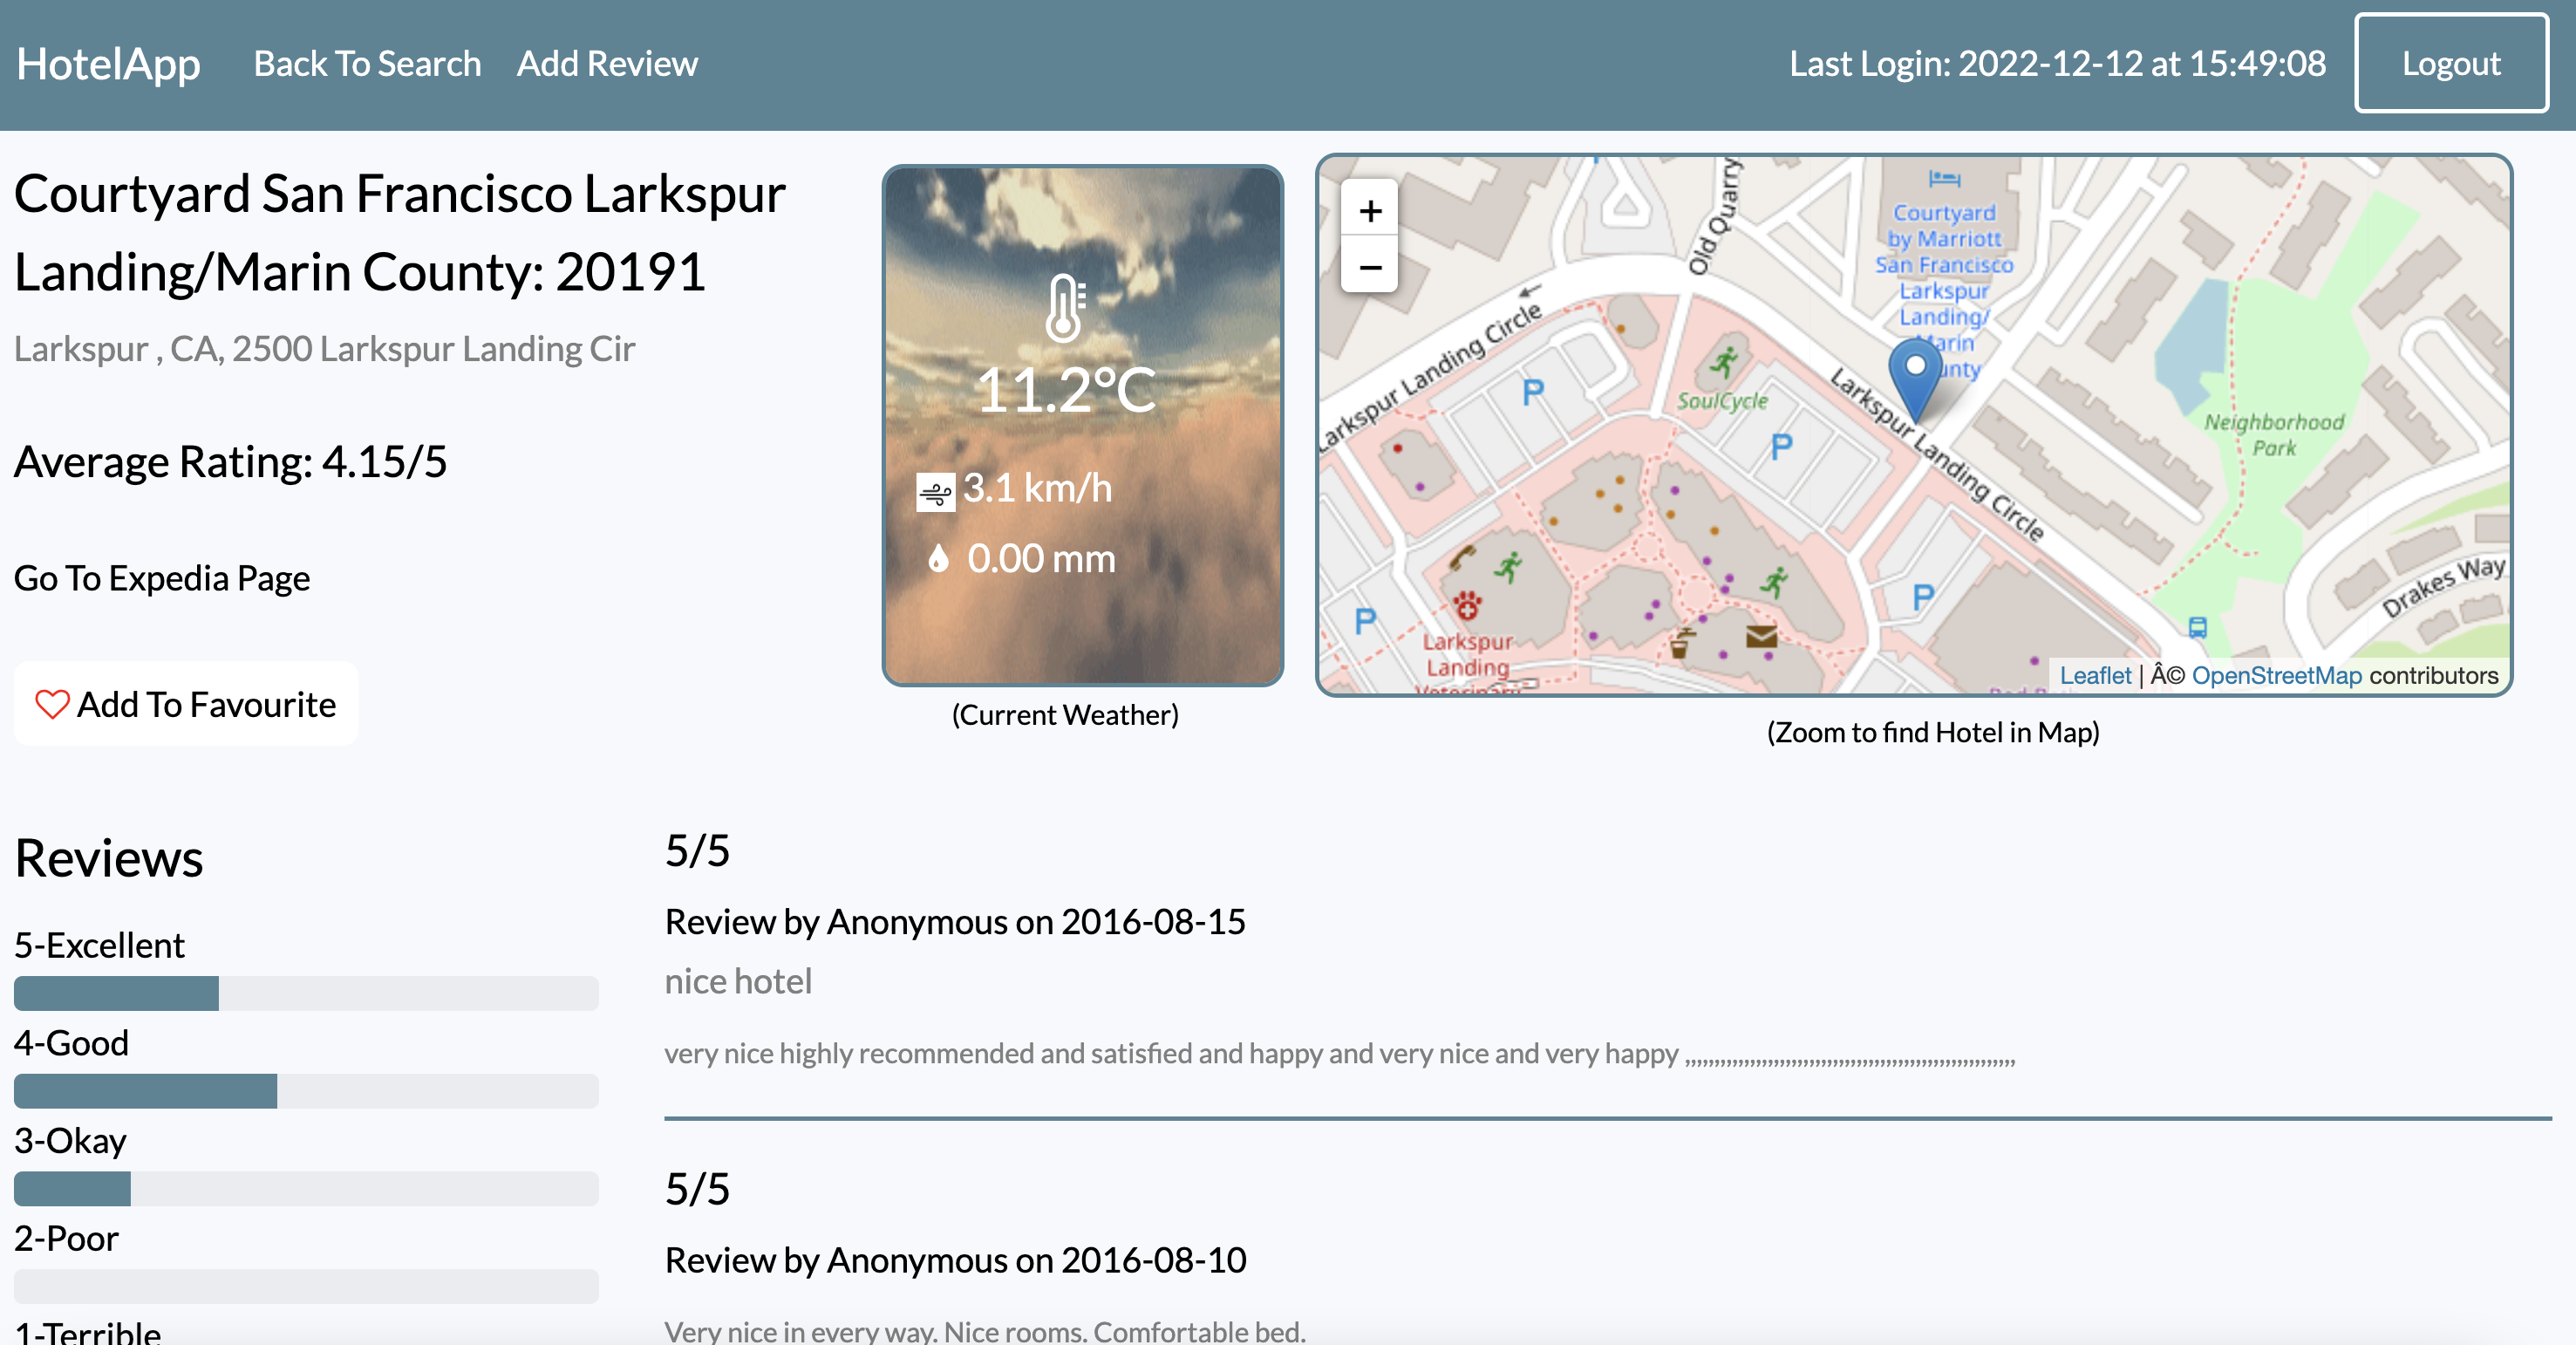 HotelApp Back To Search Add Review Last Login: 2022-12-12 at 15:49:08 Logout
Courtyard San Francisco Larkspur
Landing/Marin County: 20191
Larkspur , CA, 2500 Larkspur Landing Cir
Average Rating: 4.15/5
Go To Expedia Page
Add To Favourite
11.2°C
3.1 km/h
0.00 mm
(Current Weather)
+
−
Old Quarry
Courtyard
by Marriott
San Francisco
Larkspur
Landing/
Larkspur Landing Circle
Larkspur Landing Circle
SoulCycle
P
P
P
P
Neighborhood
Park
Drakes Way
Larkspur
Landing
Leaflet | Â© OpenStreetMap contributors
(Zoom to find Hotel in Map)
Reviews
5-Excellent
4-Good
3-Okay
2-Poor
1-Terrible
5/5
Review by Anonymous on 2016-08-15
nice hotel
very nice highly recommended and satisfied and happy and very nice and very happy ,,,,,,,,,,,,,,,,,,,,,,,,,,,,,,,,,,,,,,,,,,,,,,,,,,,,,,,,
5/5
Review by Anonymous on 2016-08-10
Very nice in every way. Nice rooms. Comfortable bed.